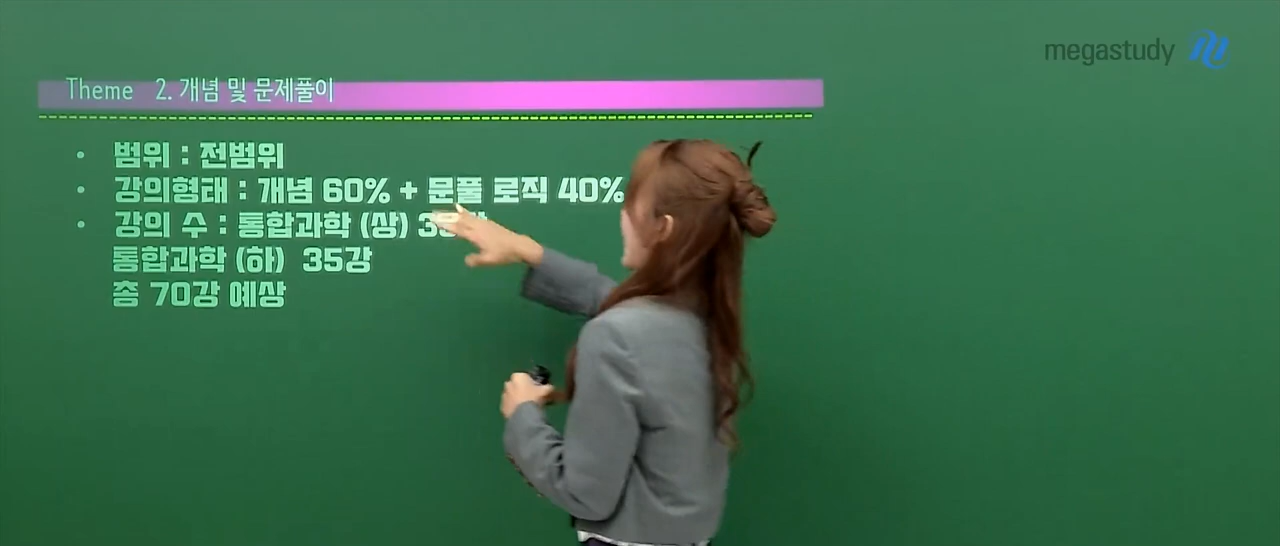 megastudy
Theme 2. 개념 및 문제풀이
• 범위 : 전범위
• 강의형태 : 개념 60% + 문풀 로직 40%
• 강의 수 : 통합과학 (상)
통합과학 (하) 35강
총 70강 예상